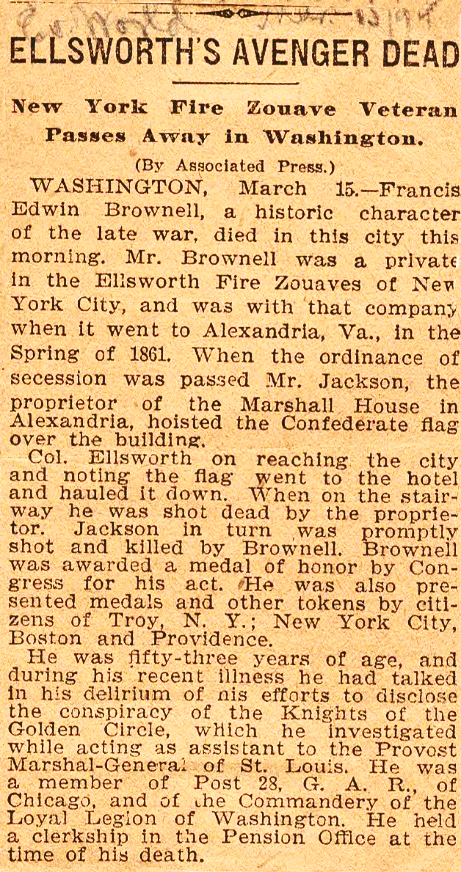 Ev World Mar. 15/94
ELLSWORTH'S AVENGER DEAD
New York Fire Zouave Veteran
Passes Away in Washington.
(By Associated Press.)
WASHINGTON, March 15.—Francis
Edwin Brownell, a historic character
of the late war, died in this city this
morning. Mr. Brownell was a private
in the Ellsworth Fire Zouaves of New
York City, and was with that company
when it went to Alexandria, Va., in the
Spring of 1861. When the ordinance of
secession was passed Mr. Jackson, the
proprietor of the Marshall House in
Alexandria, hoisted the Confederate flag
over the building.
Col. Ellsworth on reaching the city
and noting the flag went to the hotel
and hauled it down. When on the stair-
way he was shot dead by the proprie-
tor. Jackson in turn was promptly
shot and killed by Brownell. Brownell
was awarded a medal of honor by Con-
gress for his act. He was also pre-
sented medals and other tokens by citi-
zens of Troy, N. Y.; New York City,
Boston and Providence.
He was fifty-three years of age, and
during his recent illness he had talked
in his delirium of his efforts to disclose
the conspiracy of the Knights of the
Golden Circle, which he investigated
while acting as assistant to the Provost
Marshal-General of St. Louis. He was
a member of Post 28, G. A. R., of
Chicago, and of the Commandery of the
Loyal Legion of Washington. He held
a clerkship in the Pension Office at the
time of his death.